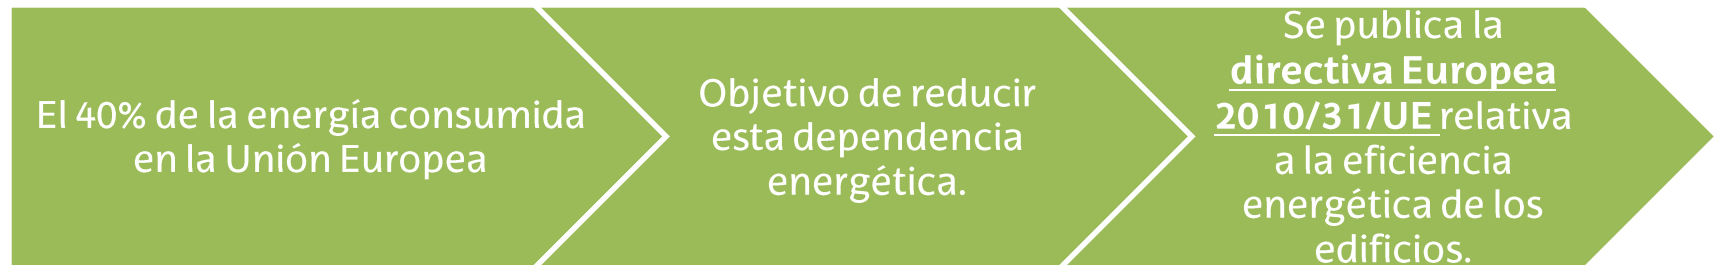 El 40% de la energía consumida
en la Unión Europea
Objetivo de reducir
esta dependencia
energética.
Se publica la
directiva Europea
2010/31/UE relativa
a la eficiencia
energética de los
edificios.